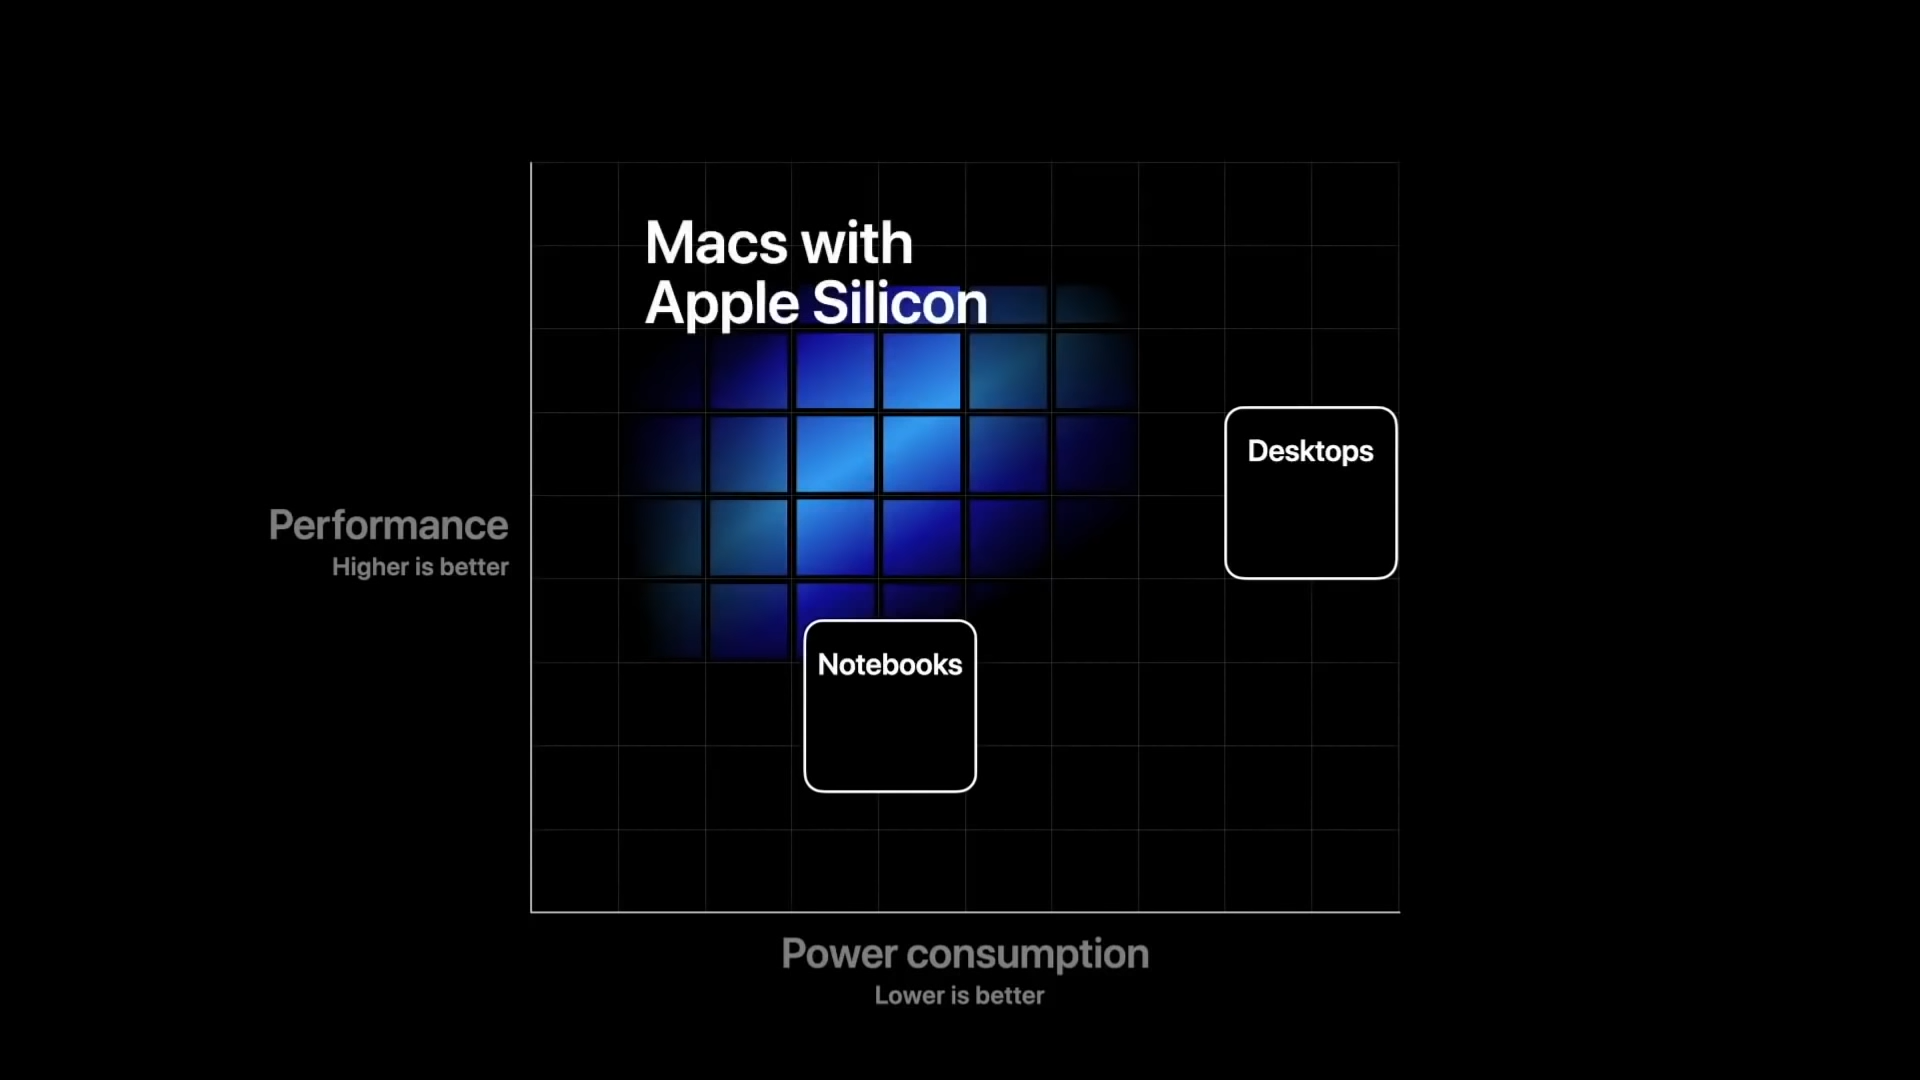 Macs with
Apple Silicon
Desktops
Performance
Higher is better
Notebooks
Power consumption
Lower is better